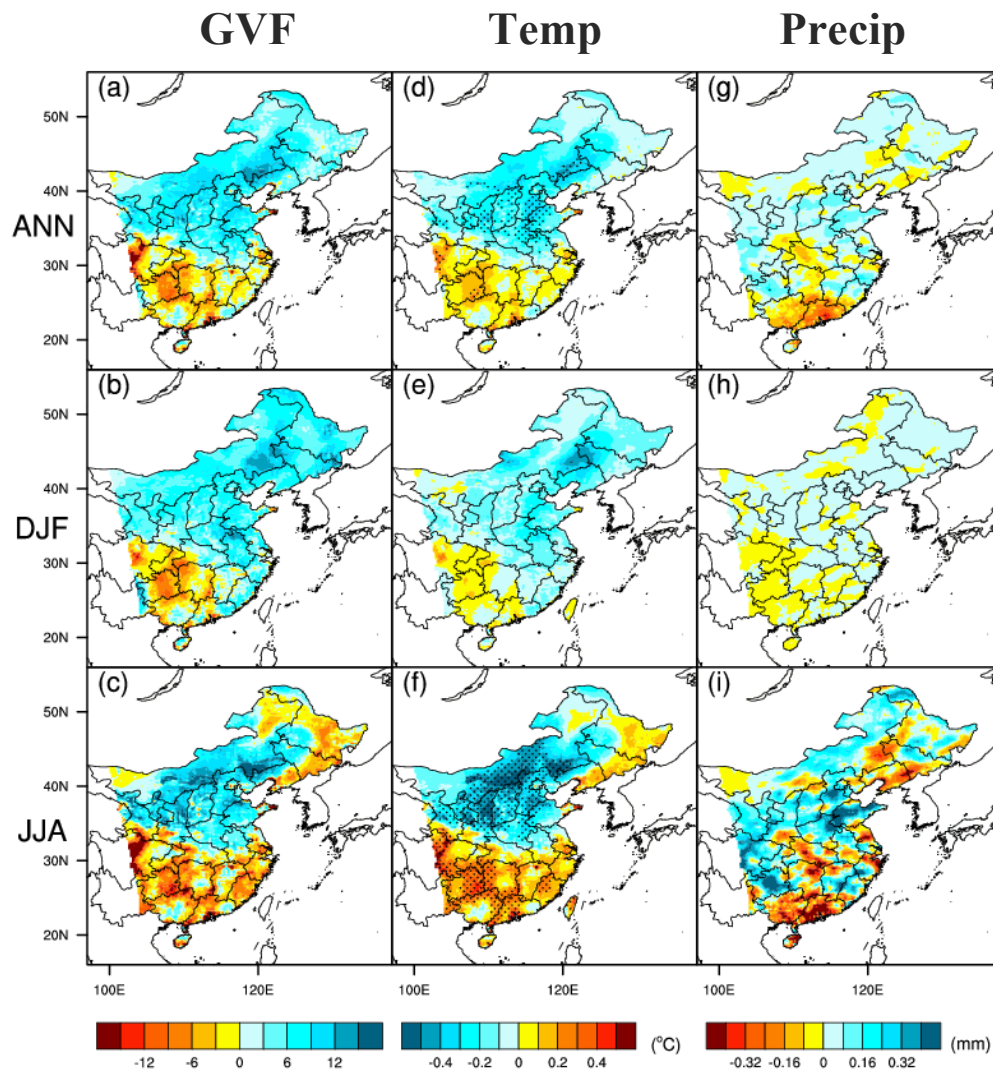 GVF Temp Precip
(a) (d) (g)
50N
40N
ANN
30N
20N
(b) (e) (h)
50N
40N
DJF
30N
20N
(c) (f) (i)
50N
40N
JJA
30N
20N
100E 120E 100E 120E 100E 120E
-12 -6 0 6 12 -0.4 -0.2 0 0.2 0.4 (°C) -0.32 -0.16 0 0.16 0.32 (mm)